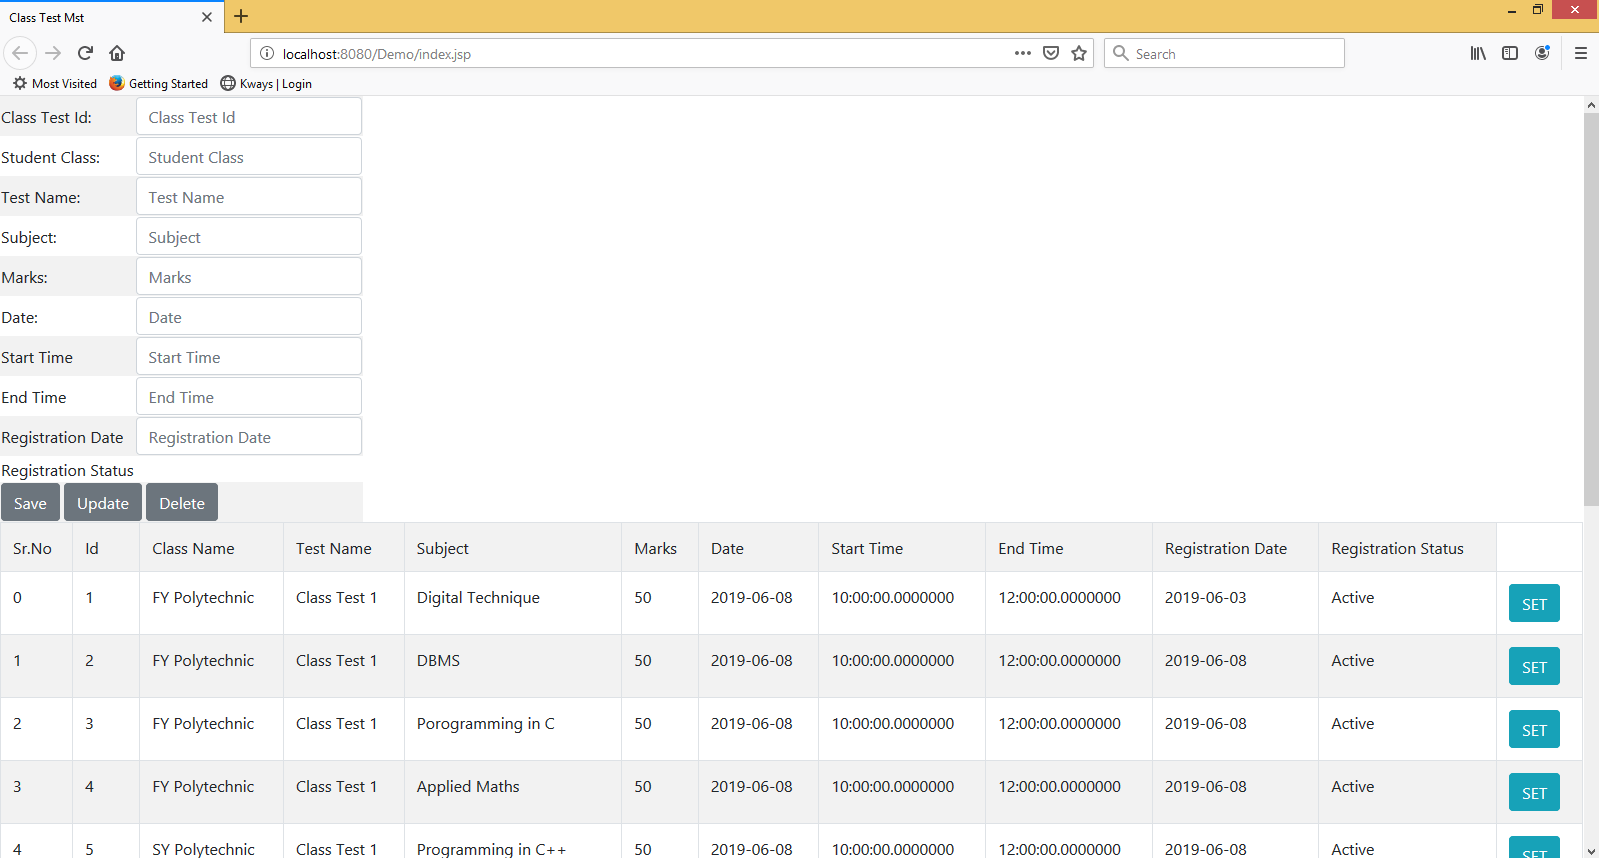 Class Test Mst
localhost:8080/Demo/index.jsp
Search
Most Visited Getting Started Kways | Login
Class Test Id: Class Test Id
Student Class: Student Class
Test Name: Test Name
Subject: Subject
Marks: Marks
Date: Date
Start Time Start Time
End Time End Time
Registration Date Registration Date
Registration Status
Save Update Delete
Sr.No Id Class Name Test Name Subject Marks Date Start Time End Time Registration Date Registration Status
0 1 FY Polytechnic Class Test 1 Digital Technique 50 2019-06-08 10:00:00.0000000 12:00:00.0000000 2019-06-03 Active SET
1 2 FY Polytechnic Class Test 1 DBMS 50 2019-06-08 10:00:00.0000000 12:00:00.0000000 2019-06-08 Active SET
2 3 FY Polytechnic Class Test 1 Porogramming in C 50 2019-06-08 10:00:00.0000000 12:00:00.0000000 2019-06-08 Active SET
3 4 FY Polytechnic Class Test 1 Applied Maths 50 2019-06-08 10:00:00.0000000 12:00:00.0000000 2019-06-08 Active SET
4 5 SY Polytechnic Class Test 1 Programming in C++ 50 2019-06-08 10:00:00.0000000 12:00:00.0000000 2019-06-08 Active SET